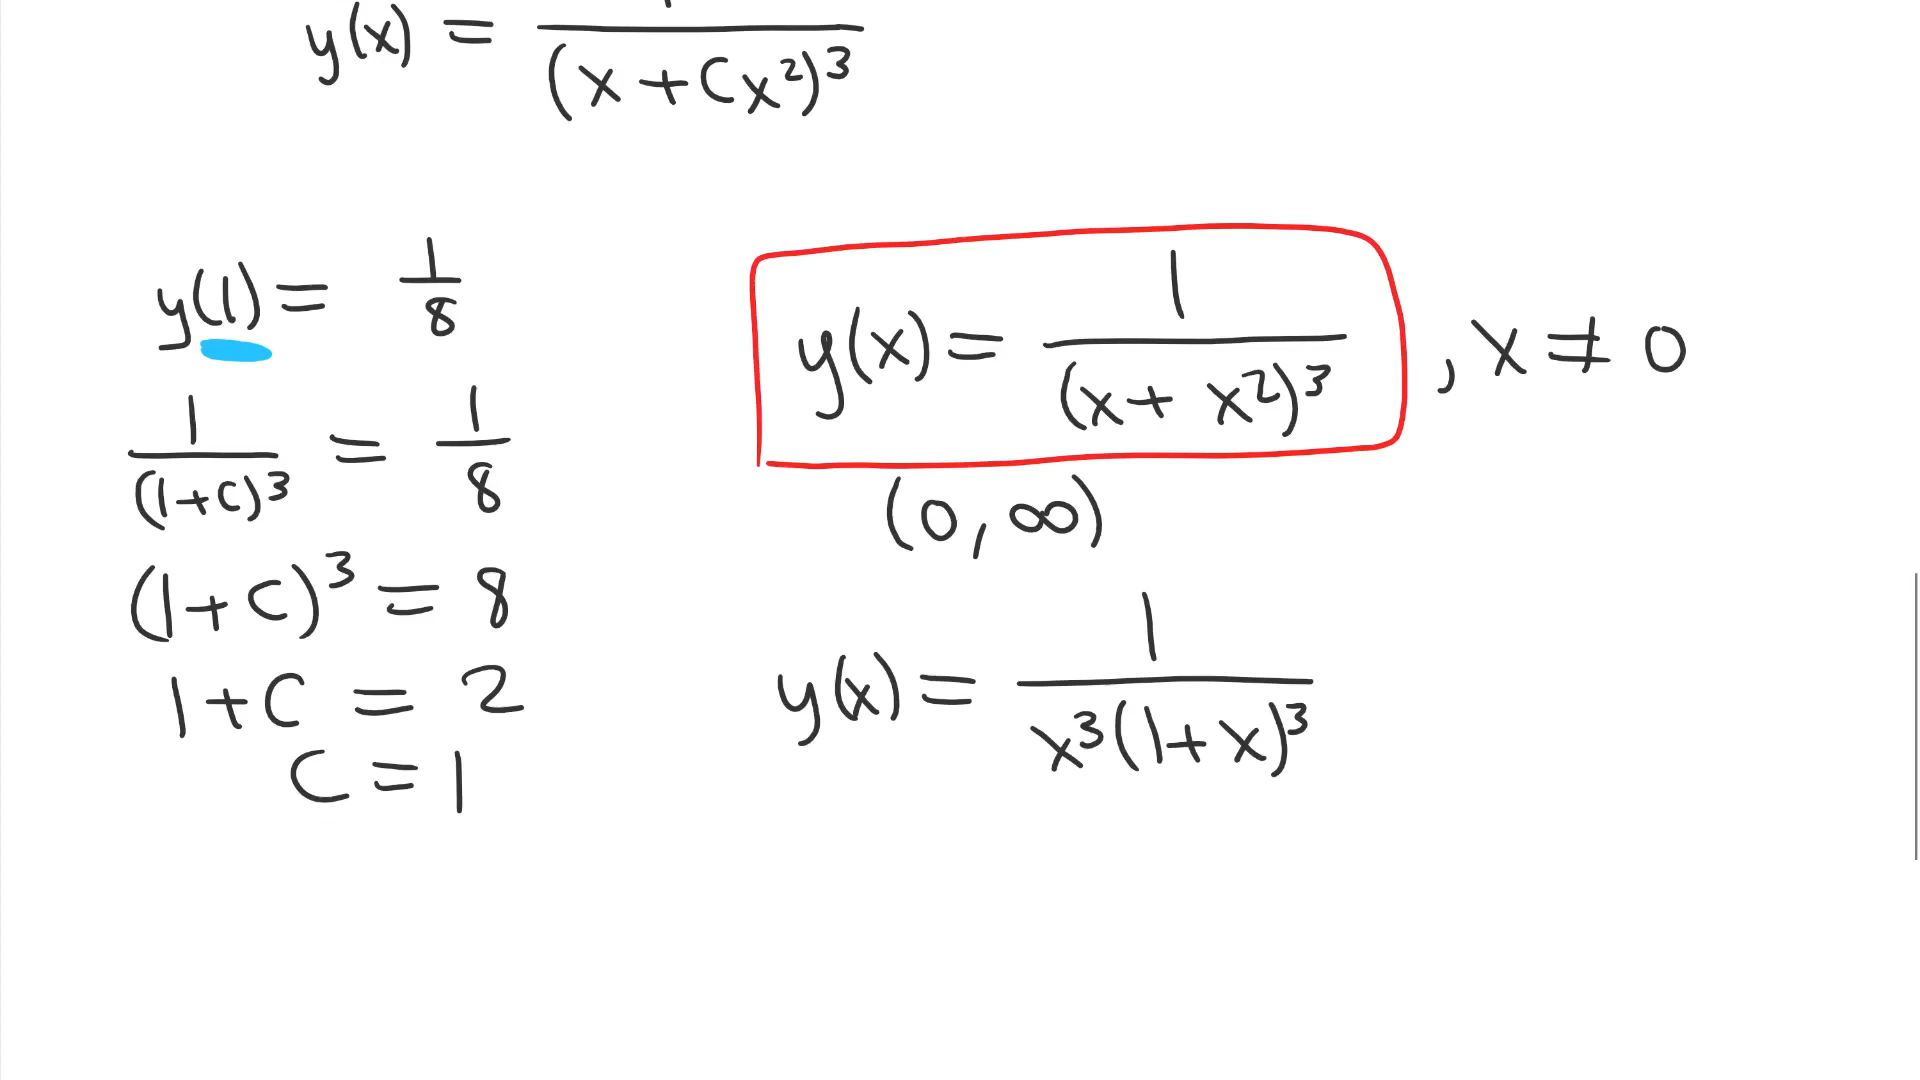 y(x) = 1/(x + Cx²)³
y(1) = 1/8
1/(1+C)³ = 1/8
(1+C)³ = 8
1+C = 2
C = 1
y(x) = 1/(x + x²)³ , x ≠ 0
(0, ∞)
y(x) = 1/x³(1+x)³